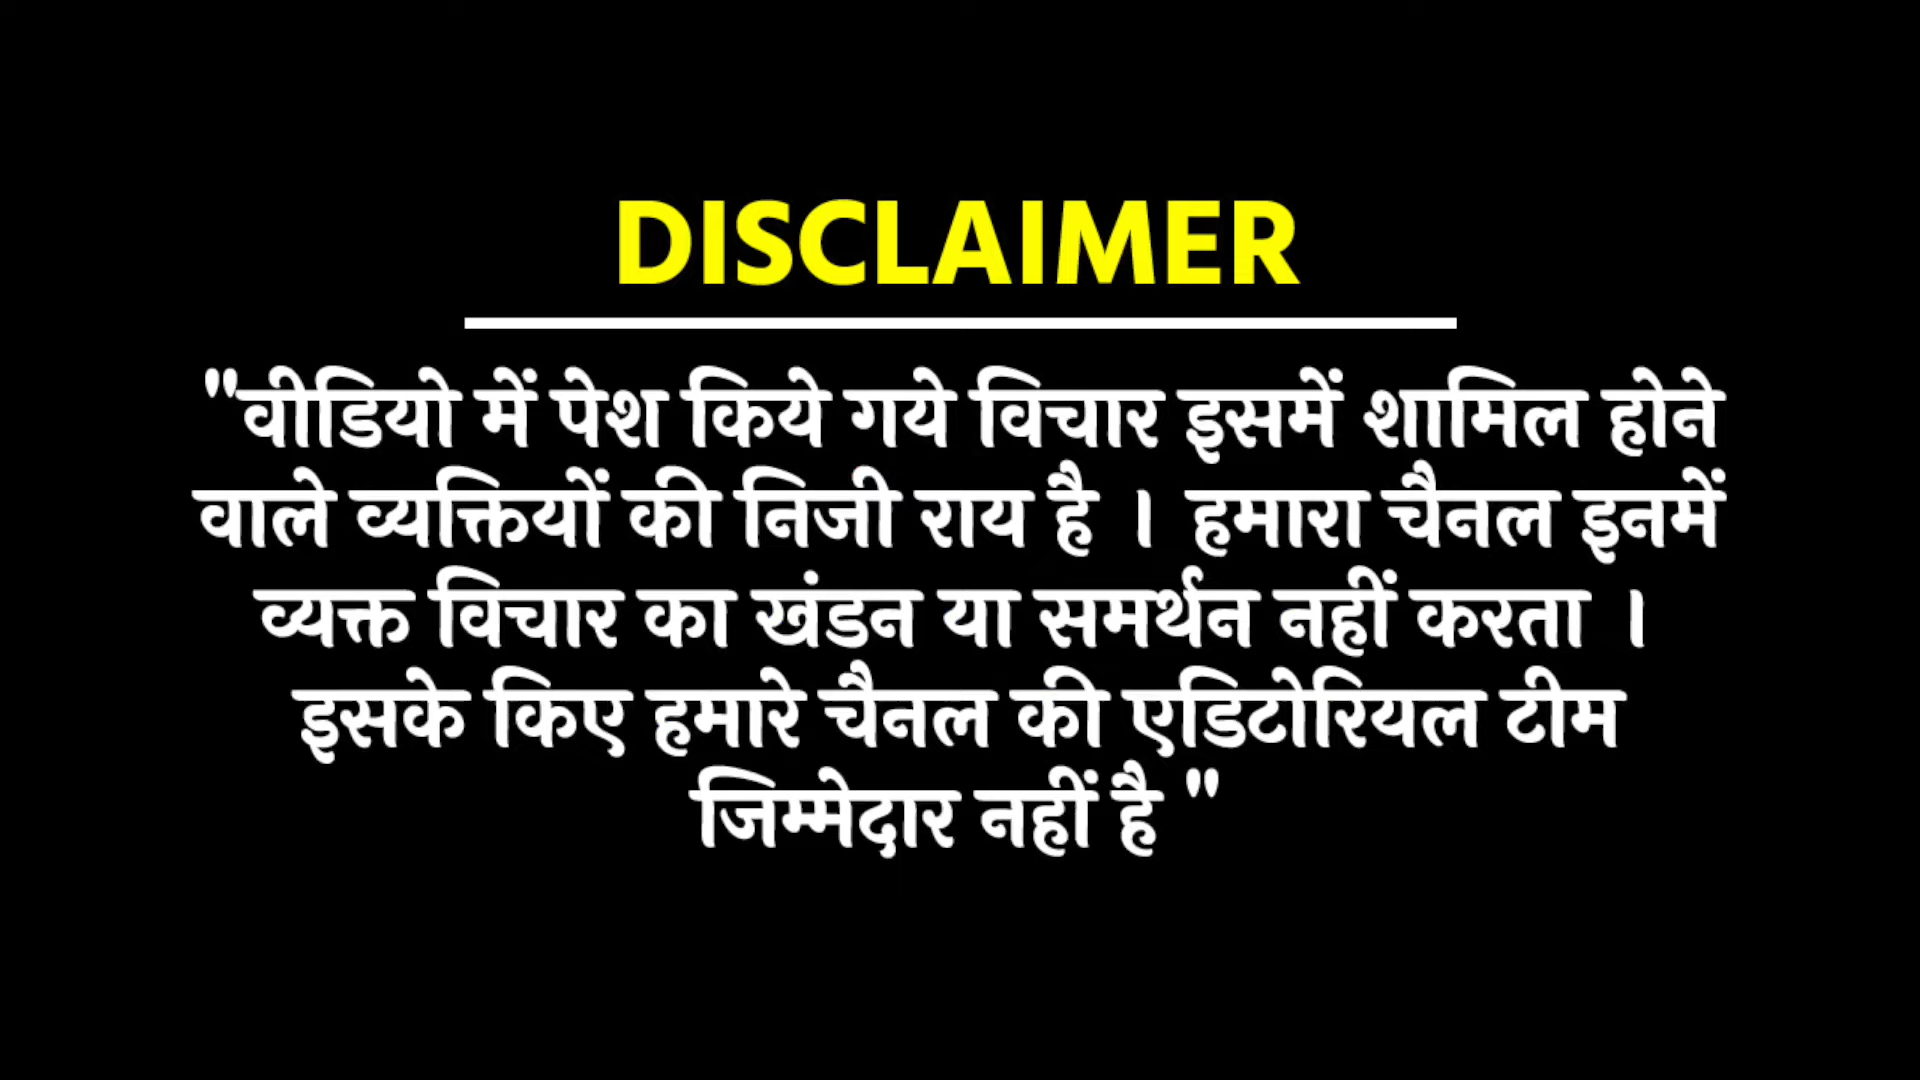 DISCLAIMER
"वीडियो में पेश किये गये विचार इसमें शामिल होने
वाले व्यक्तियों की निजी राय है । हमारा चैनल इनमें
व्यक्त विचार का खंडन या समर्थन नहीं करता ।
इसके किए हमारे चैनल की एडिटोरियल टीम
जिम्मेदार नहीं है "